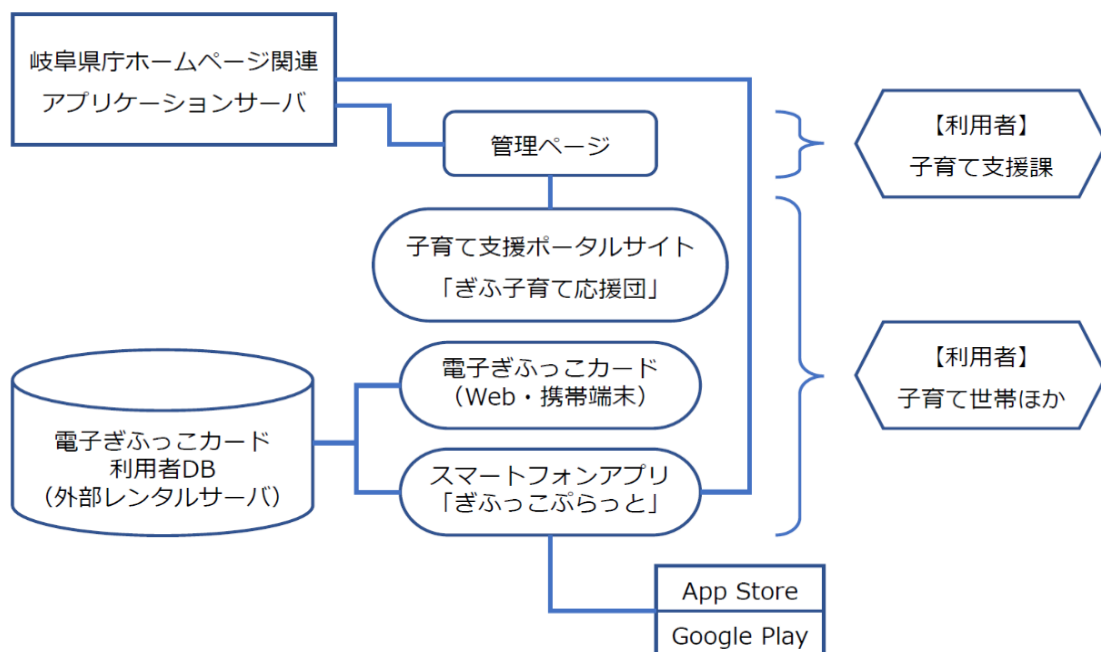 岐阜県庁ホームページ関連
アプリケーションサーバ
管理ページ
【利用者】
子育て支援課
子育て支援ポータルサイト
「ぎふ子育て応援団」
電子ぎふっこカード
(Web・携帯端末)
【利用者】
子育て世帯ほか
電子ぎふっこカード
利用者DB
(外部レンタルサーバ)
スマートフォンアプリ
「ぎふっこぷらっと」
App Store
Google Play